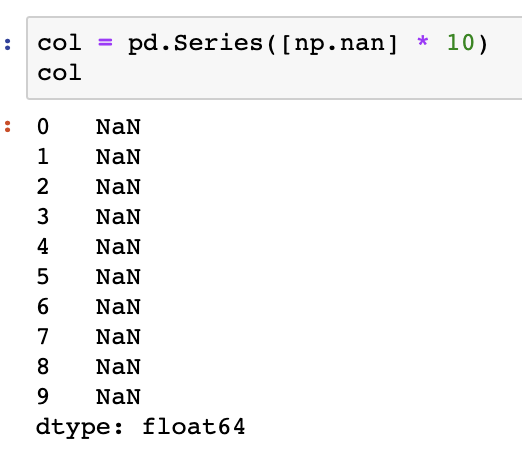 : col = pd.Series([np.nan] * 10)
col
: 0   NaN
1   NaN
2   NaN
3   NaN
4   NaN
5   NaN
6   NaN
7   NaN
8   NaN
9   NaN
dtype: float64